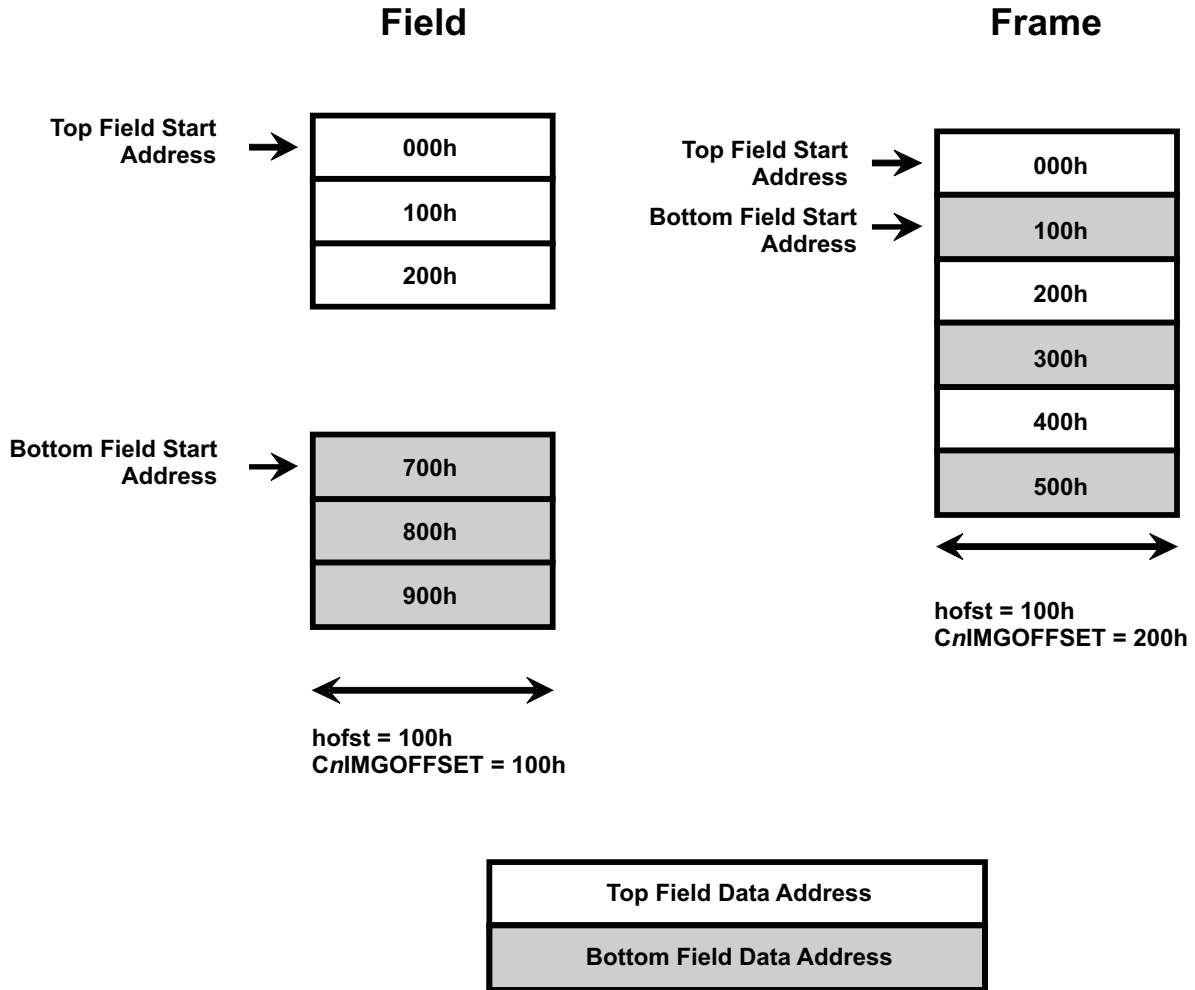 Field
Top Field Start
Address
000h
100h
200h
Bottom Field Start
Address
700h
800h
900h
hofst = 100h
CnIMGOFFSET = 100h
Frame
Top Field Start
Address
Bottom Field Start
Address
000h
100h
200h
300h
400h
500h
hofst = 100h
CnIMGOFFSET = 200h
Top Field Data Address
Bottom Field Data Address